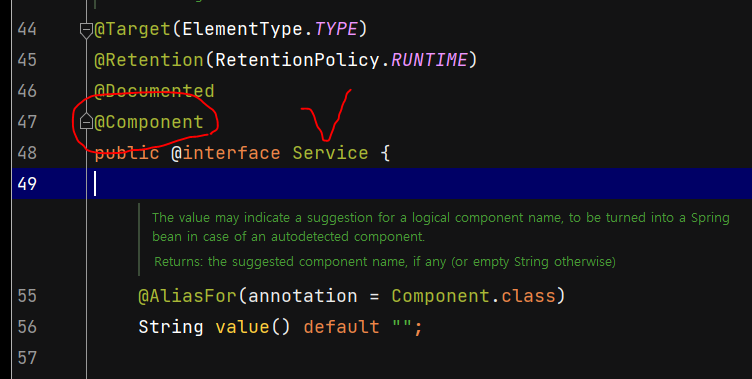 44 @Target(ElementType.TYPE)
45 @Retention(RetentionPolicy.RUNTIME)
46 @Documented
47 @Component
48 public @interface Service {
49
The value may indicate a suggestion for a logical component name, to be turned into a Spring
bean in case of an autodetected component.
Returns: the suggested component name, if any (or empty String otherwise)
55 @AliasFor(annotation = Component.class)
56 String value() default "";
57